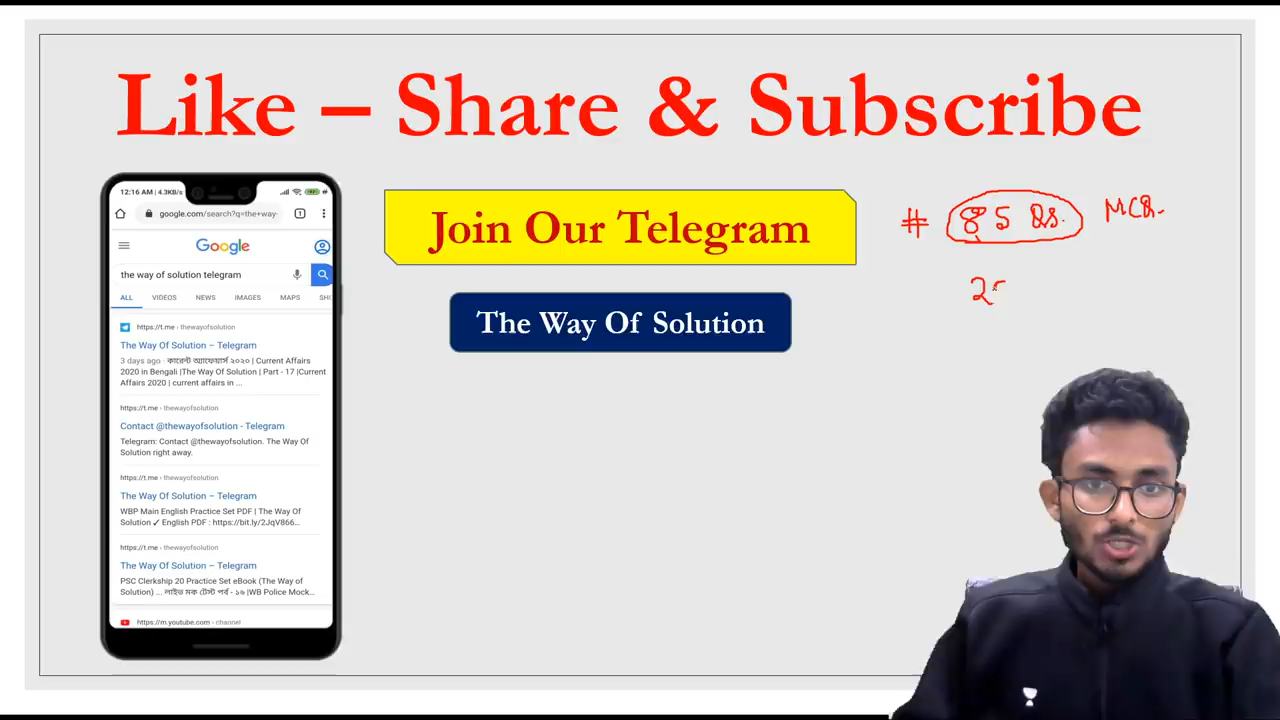 Like – Share & Subscribe
Join Our Telegram
The Way Of Solution
# 85 Qs. MCQ.
12:16 AM | 4.3KB/s
google.com/search?q=the+way-
1
Google
the way of solution telegram
ALL VIDEOS NEWS IMAGES MAPS SH
https://t.me › thewayofsolution
The Way Of Solution – Telegram
3 days ago · কারেন্ট অ্যাফেয়ার্স ২০২০ | Current Affairs
2020 in Bengali |The Way Of Solution | Part - 17 |Current
Affairs 2020 | current affairs in ...
https://t.me › thewayofsolution
Contact @thewayofsolution - Telegram
Telegram: Contact @thewayofsolution. The Way Of
Solution right away.
https://t.me › thewayofsolution
The Way Of Solution – Telegram
WBP Main English Practice Set PDF | The Way Of
Solution ✓ English PDF : https://bit.ly/2JqV866...
https://t.me › thewayofsolution
The Way Of Solution – Telegram
PSC Clerkship 20 Practice Set eBook (The Way of
Solution) ... লাইভ মক টেস্ট পর্ব - ১৬ |WB Police Mock...
https://m.youtube.com › channel